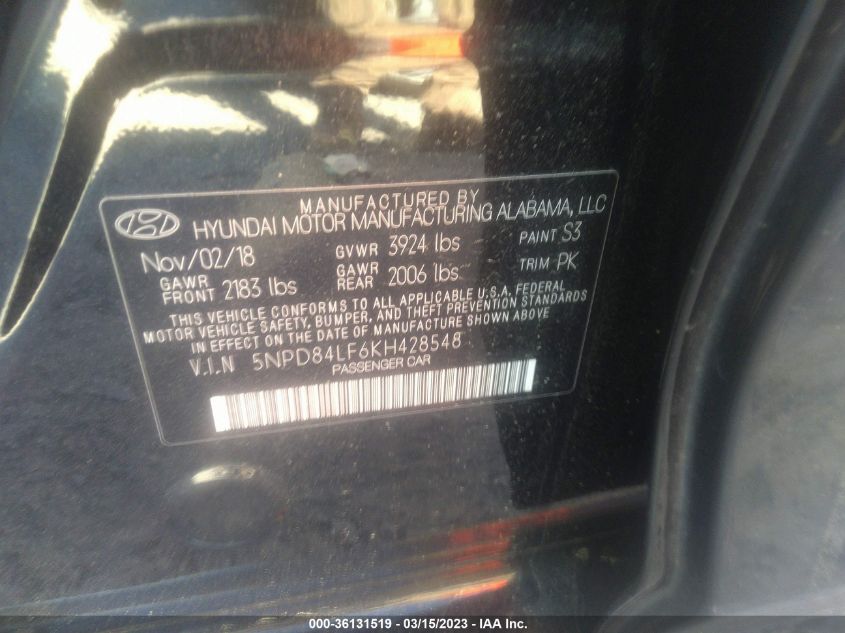 MANUFACTURED BY
HYUNDAI MOTOR MANUFACTURING ALABAMA, LLC
Nov/02/18 GVWR 3924 lbs PAINT S3
GAWR FRONT 2183 lbs GAWR REAR 2006 lbs TRIM PK
THIS VEHICLE CONFORMS TO ALL APPLICABLE U.S.A. FEDERAL
MOTOR VEHICLE SAFETY, BUMPER, AND THEFT PREVENTION STANDARDS
IN EFFECT ON THE DATE OF MANUFACTURE SHOWN ABOVE
V.I.N 5NPD84LF6KH428548
PASSENGER CAR
000-36131519 - 03/15/2023 - IAA Inc.